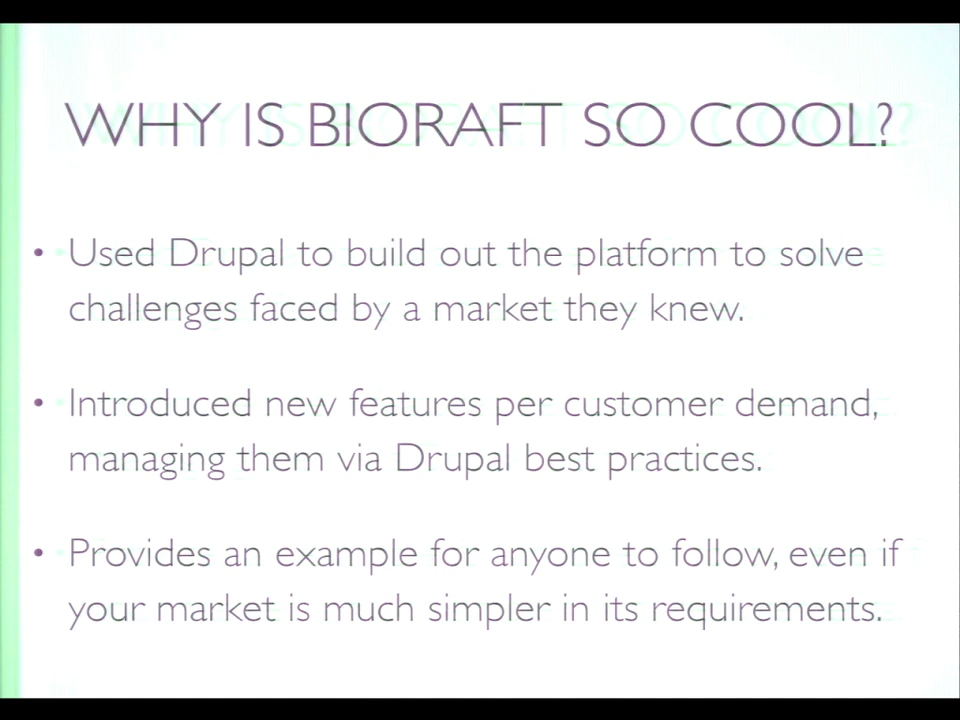 WHY IS BIORAFT SO COOL?
• Used Drupal to build out the platform to solve
challenges faced by a market they knew.
• Introduced new features per customer demand,
managing them via Drupal best practices.
• Provides an example for anyone to follow, even if
your market is much simpler in its requirements.